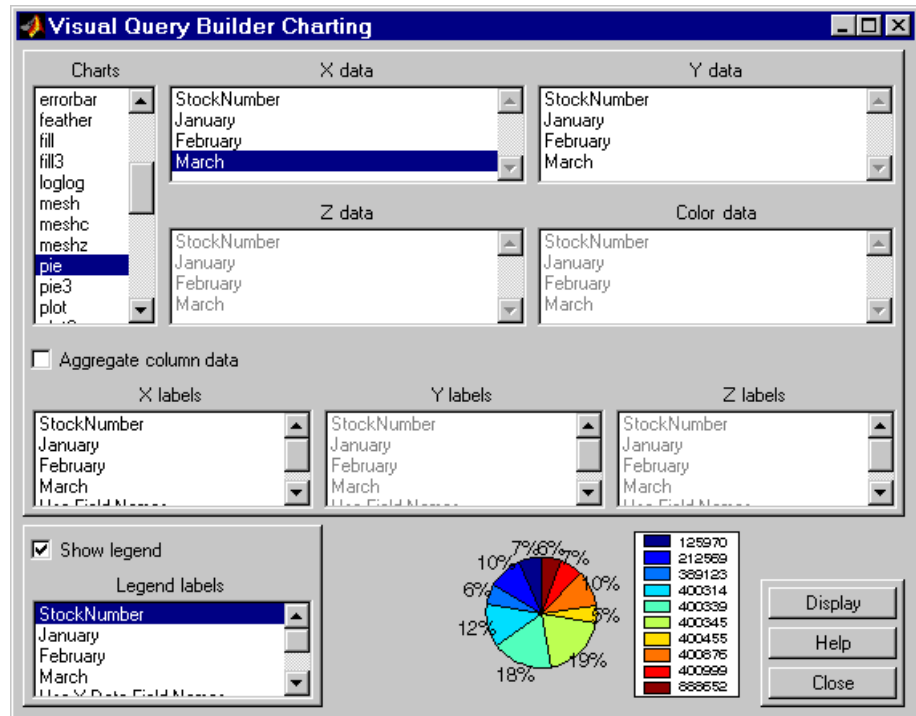 Visual Query Builder Charting
Charts
errorbar
feather
fill
fill3
loglog
mesh
meshc
meshz
pie
pie3
plot
X data
StockNumber
January
February
March
Y data
StockNumber
January
February
March
Z data
StockNumber
January
February
March
Color data
StockNumber
January
February
March
Aggregate column data
X labels
StockNumber
January
February
March
Y labels
StockNumber
January
February
March
Z labels
StockNumber
January
February
March
Show legend
Legend labels
StockNumber
January
February
March
7%
6%
7%
10%
10%
6%
12%
18%
19%
125970
212569
389123
400314
400339
400345
400455
400876
400999
888652
Display
Help
Close